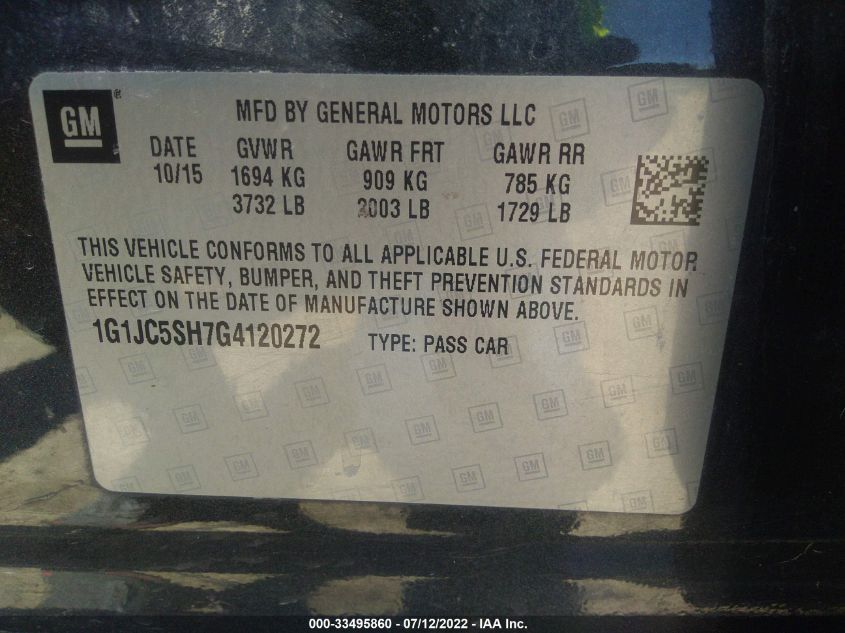 GM ®
MFD BY GENERAL MOTORS LLC
DATE GVWR GAWR FRT GAWR RR
10/15 1694 KG 909 KG 785 KG
3732 LB 2003 LB 1729 LB
THIS VEHICLE CONFORMS TO ALL APPLICABLE U.S. FEDERAL MOTOR
VEHICLE SAFETY, BUMPER, AND THEFT PREVENTION STANDARDS IN
EFFECT ON THE DATE OF MANUFACTURE SHOWN ABOVE.
1G1JC5SH7G4120272 TYPE: PASS CAR
000-33495860 - 07/12/2022 - IAA Inc.